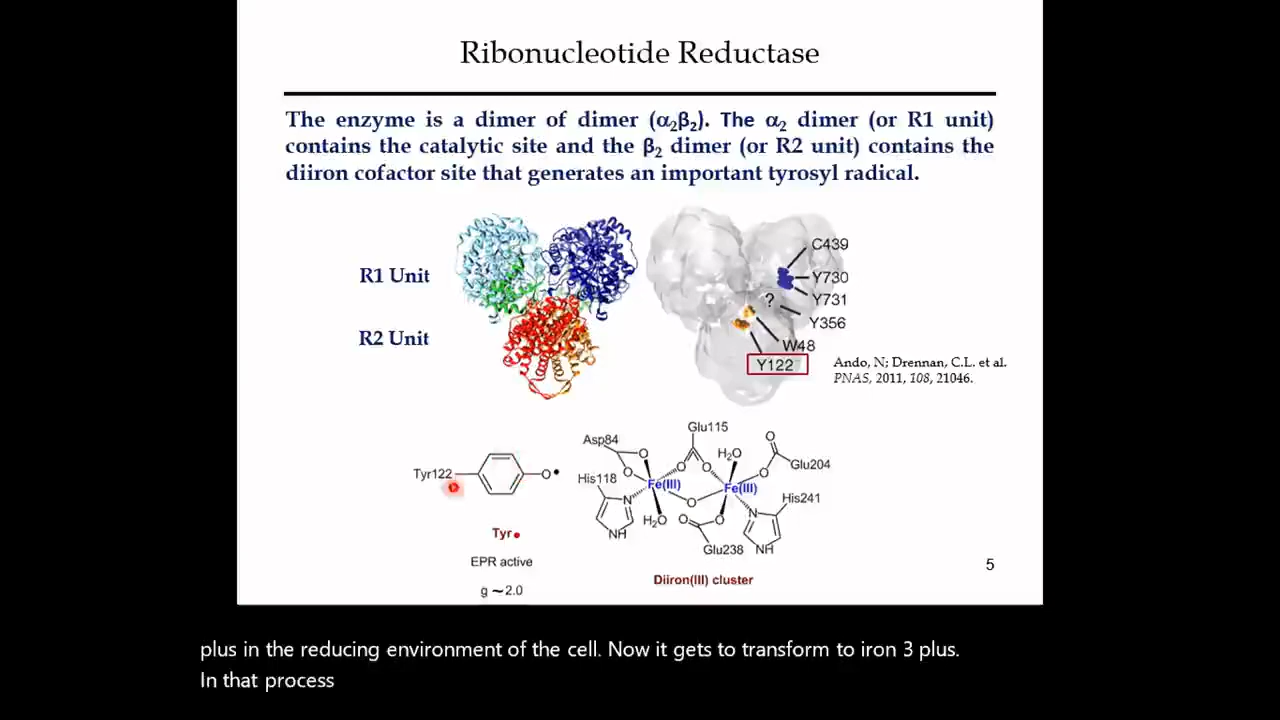 Ribonucleotide Reductase
The enzyme is a dimer of dimer (α₂β₂). The α₂ dimer (or R1 unit)
contains the catalytic site and the β₂ dimer (or R2 unit) contains the
diiron cofactor site that generates an important tyrosyl radical.
R1 Unit
R2 Unit
C439
Y730
Y731
?
Y356
W48
Y122
Ando, N; Drennan, C.L. et al.
PNAS, 2011, 108, 21046.
Tyr122
O•
Tyr•
EPR active
g ~ 2.0
Asp84
Glu115
O
O
O
O
H₂O
O
O
Glu204
His118
Fe(III)
Fe(III)
His241
N
O
N
H₂O
O
O
NH
Glu238
NH
Diiron(III) cluster
5
plus in the reducing environment of the cell. Now it gets to transform to iron 3 plus.
In that process